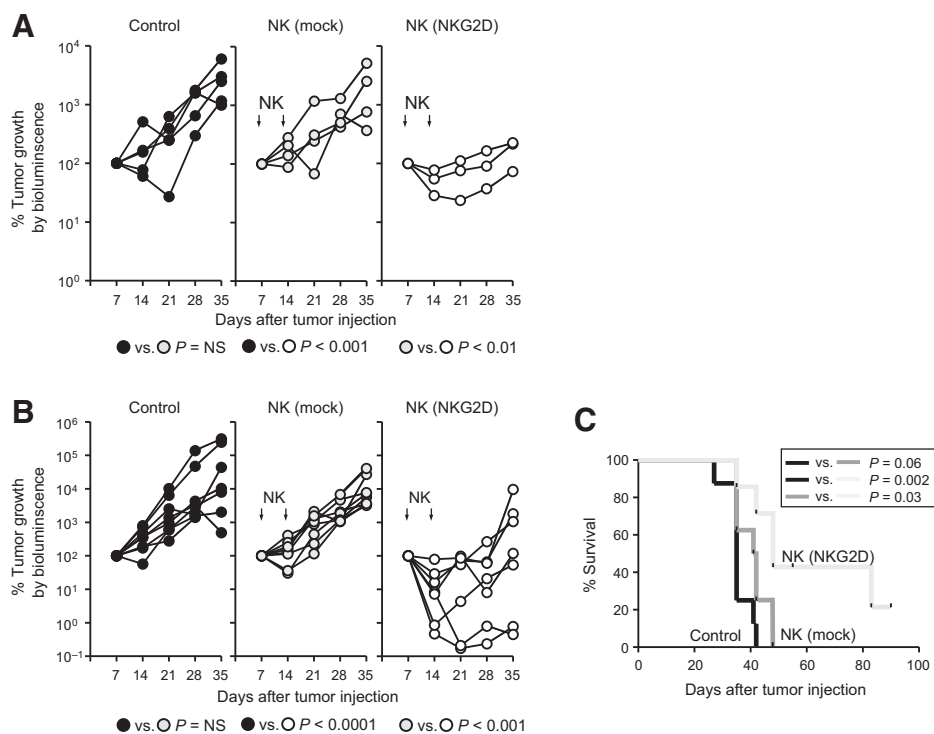 A
Control
NK (mock)
NK (NKG2D)
% Tumor growth
by bioluminscence
10⁴
10³
10²
10¹
10⁰
NK
NK
7 14 21 28 35
7 14 21 28 35
7 14 21 28 35
Days after tumor injection
vs. P = NS
vs. P < 0.001
vs. P < 0.01
B
Control
NK (mock)
NK (NKG2D)
% Tumor growth
by bioluminscence
10⁶
10⁵
10⁴
10³
10²
10¹
10⁰
10⁻¹
NK
NK
7 14 21 28 35
7 14 21 28 35
7 14 21 28 35
Days after tumor injection
vs. P = NS
vs. P < 0.0001
vs. P < 0.001
C
vs. P = 0.06
vs. P = 0.002
vs. P = 0.03
% Survival
100
80
60
40
20
0
NK (NKG2D)
Control
NK (mock)
0 20 40 60 80 100
Days after tumor injection